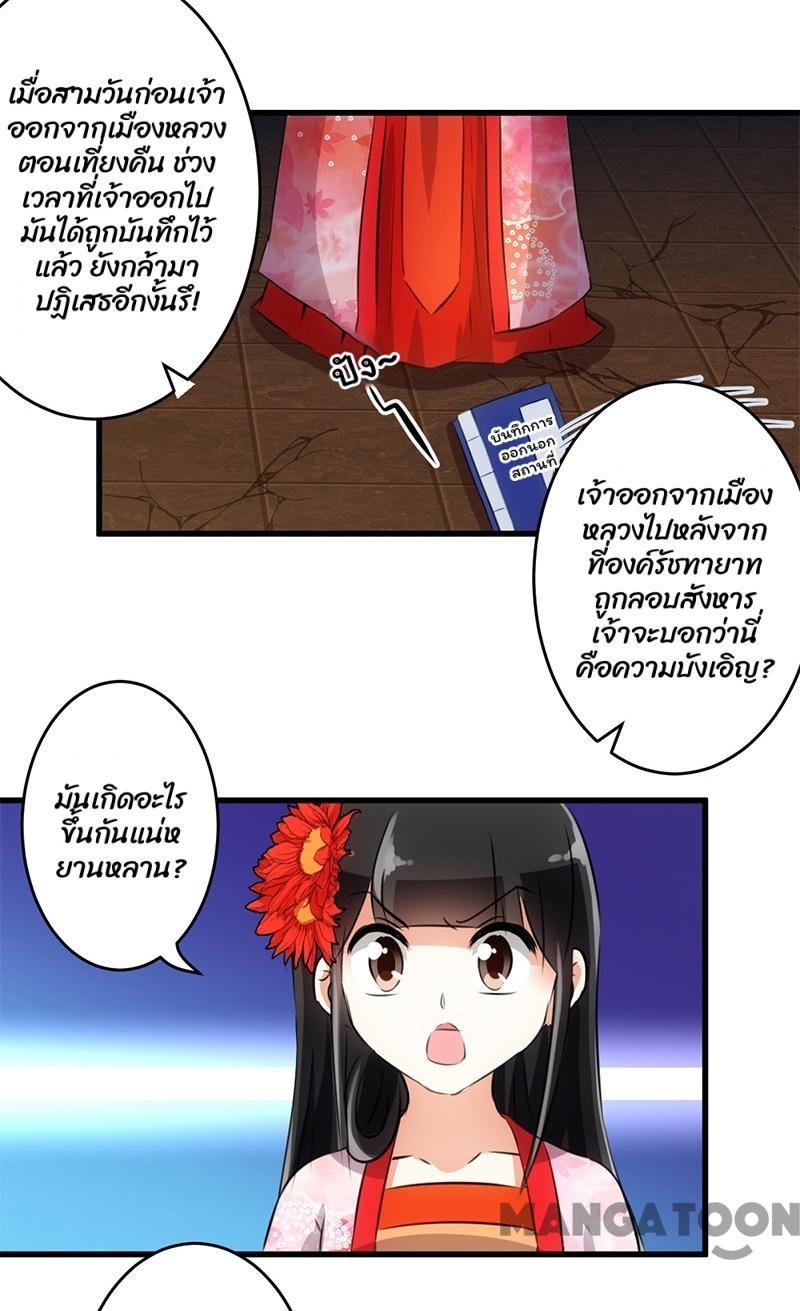 เมื่อสามวันก่อนเจ้า
ออกจากเมืองหลวง
ตอนเที่ยงคืน ช่วง
เวลาที่เจ้าออกไป
มันได้ถูกบันทึกไว้
แล้ว ยังกล้ามา
ปฏิเสธอีกงั้นรึ!
ปัง~
บันทึกการ
ออกนอก
สถานที่
เจ้าออกจากเมือง
หลวงไปหลังจาก
ที่องค์รัชทายาท
ถูกลอบสังหาร
เจ้าจะบอกว่านี่
คือความบังเอิญ?
มันเกิดอะไร
ขึ้นกันแน่ห
ยานหลาน?
MANGATOON